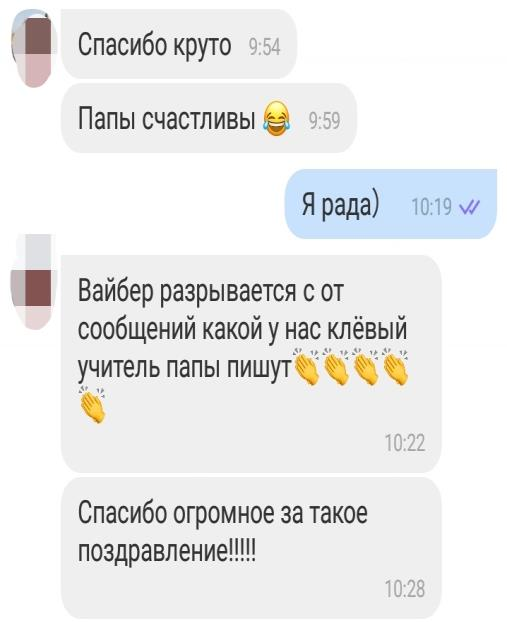 Спасибо круто 9:54
Папы счастливы 😂 9:59
Я рада) 10:19
Вайбер разрывается с от
сообщений какой у нас клёвый
учитель папы пишут👏👏👏👏
👏
10:22
Спасибо огромное за такое
поздравление!!!!!
10:28